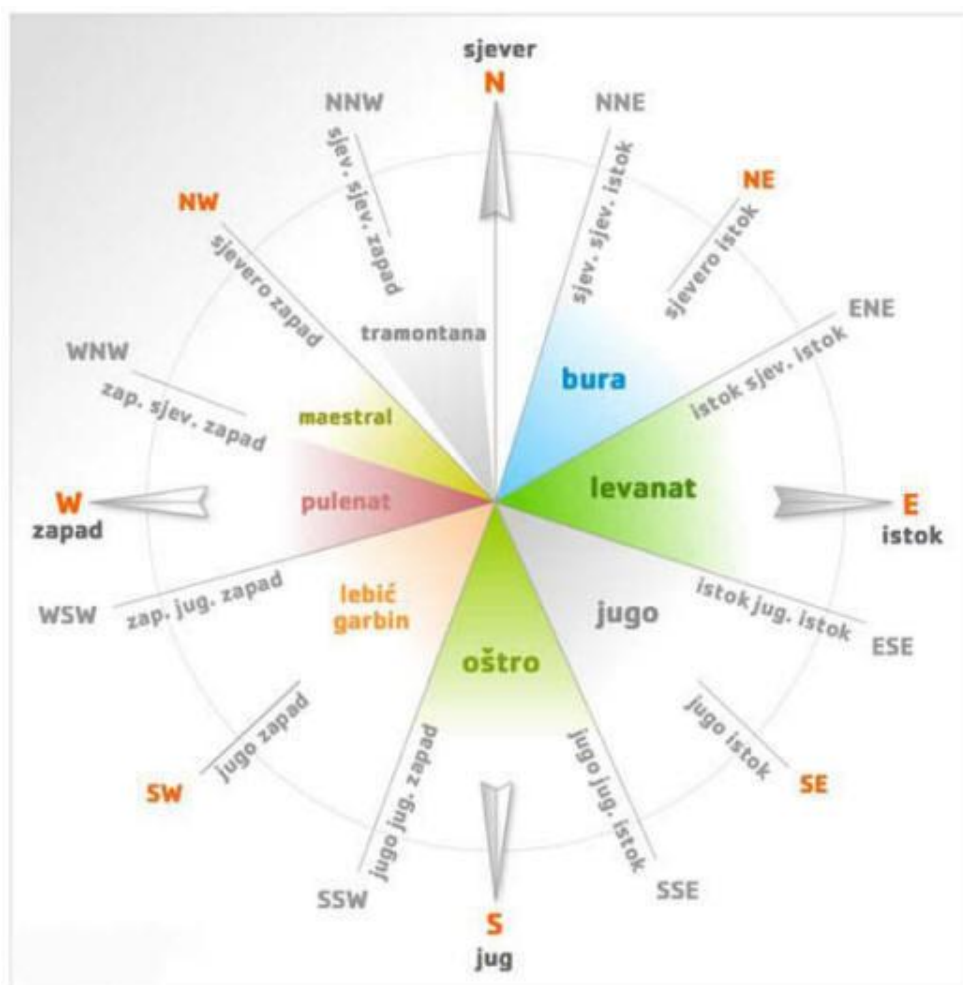 sjever
N
NNW
NNE
sjev. sjev. zapad
sjev. sjev. istok
NW
NE
sjevero zapad
sjevero istok
ENE
tramontana
istok sjev. istok
WNW
bura
zap. sjev. zapad
maestral
levanat
W
pulenat
E
zapad
istok
zap. jug. zapad
lebić
garbin
istok jug. istok
WSW
jugo
ESE
oštro
jugo zapad
jugo istok
SW
SE
jugo jug. zapad
jugo jug. istok
SSW
SSE
S
jug